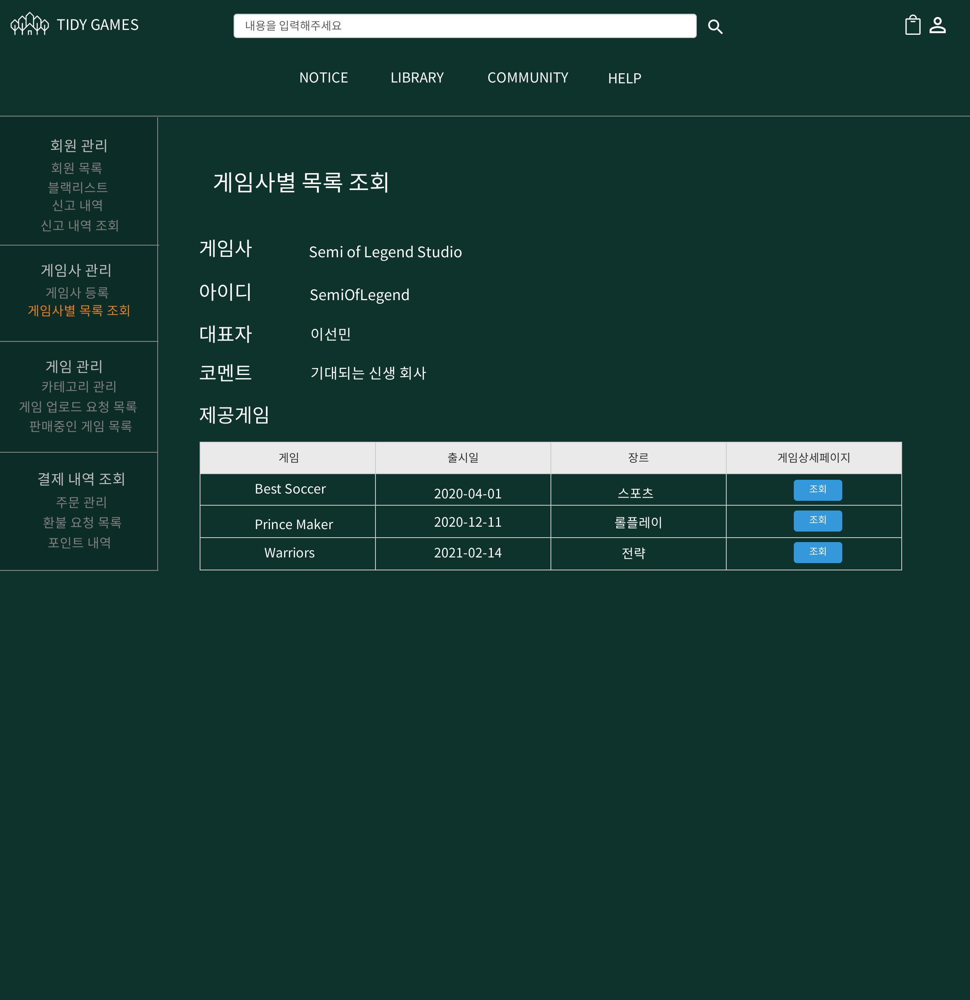 TIDY GAMES
내용을 입력해주세요
NOTICE LIBRARY COMMUNITY HELP
회원 관리
회원 목록
블랙리스트
신고 내역
신고 내역 조회
게임사 관리
게임사 등록
게임사별 목록 조회
게임 관리
카테고리 관리
게임 업로드 요청 목록
판매중인 게임 목록
결제 내역 조회
주문 관리
환불 요청 목록
포인트 내역
게임사별 목록 조회
게임사 Semi of Legend Studio
아이디 SemiOfLegend
대표자 이선민
코멘트 기대되는 신생 회사
제공게임
게임 출시일 장르 게임상세페이지
Best Soccer 2020-04-01 스포츠 조회
Prince Maker 2020-12-11 롤플레이 조회
Warriors 2021-02-14 전략 조회